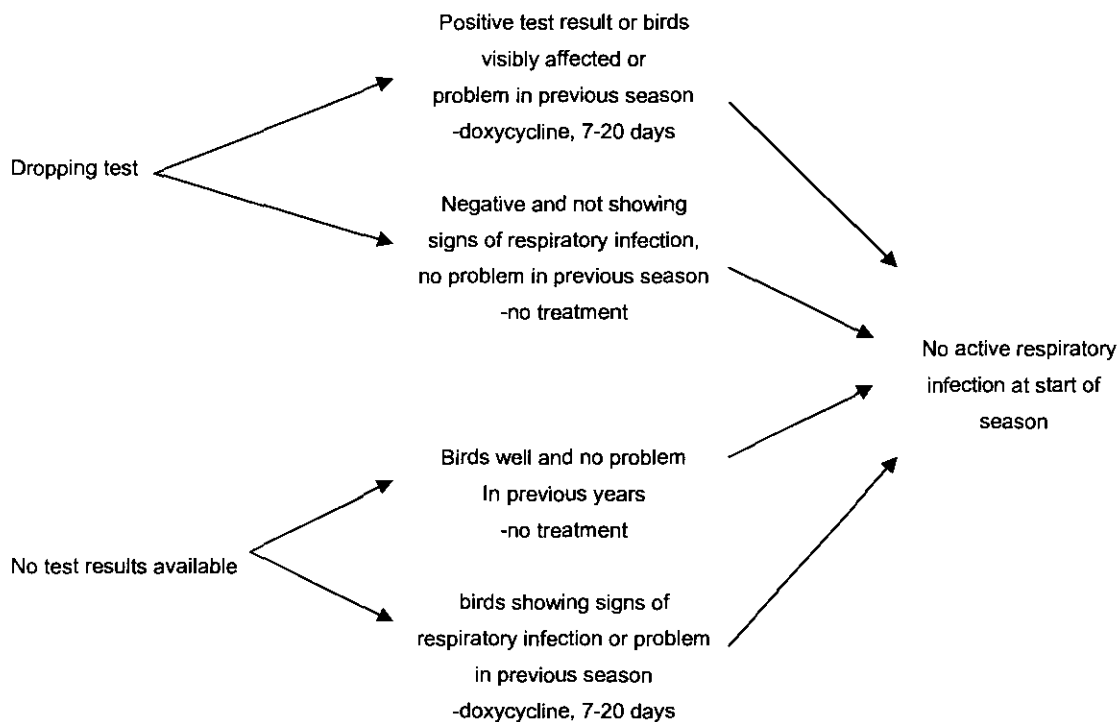 Positive test result or birds
visibly affected or
problem in previous season
-doxycycline, 7-20 days
Dropping test
Negative and not showing
signs of respiratory infection,
no problem in previous season
-no treatment
No active respiratory
infection at start of
season
Birds well and no problem
In previous years
-no treatment
No test results available
birds showing signs of
respiratory infection or problem
in previous season
-doxycycline, 7-20 days